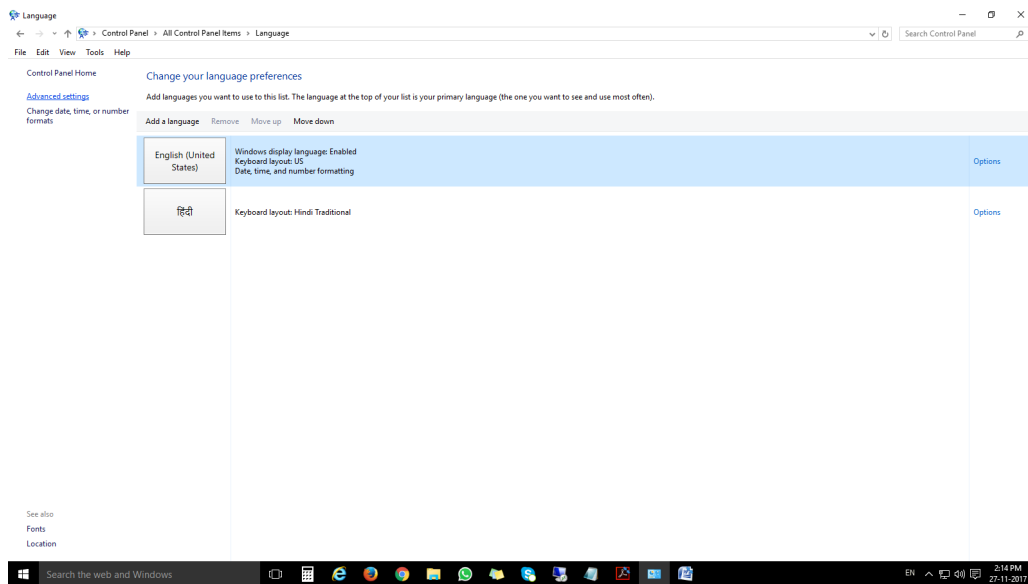 Language
Control Panel › All Control Panel Items › Language
Search Control Panel
File Edit View Tools Help
Control Panel Home
Advanced settings
Change date, time, or number
formats
Change your language preferences
Add languages you want to use to this list. The language at the top of your list is your primary language (the one you want to see and use most often).
Add a language Remove Move up Move down
English (United
States)
Windows display language: Enabled
Keyboard layout: US
Date, time, and number formatting
Options
हिंदी
Keyboard layout: Hindi Traditional
Options
See also
Fonts
Location
Search the web and Windows
EN
2:14 PM
27-11-2017